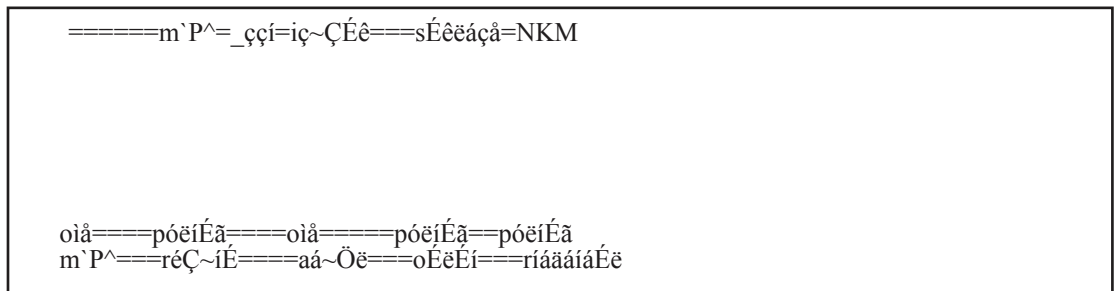 ======m`P^=_ççí=iç~ÇÉê===sÉêëáçå=NKM
oìå====póëíÉã====oìå=====póëíÉã==póëíÉã
m`P^===réÇ~íÉ====aá~Öë===oÉëÉí===ríáäáíáÉë